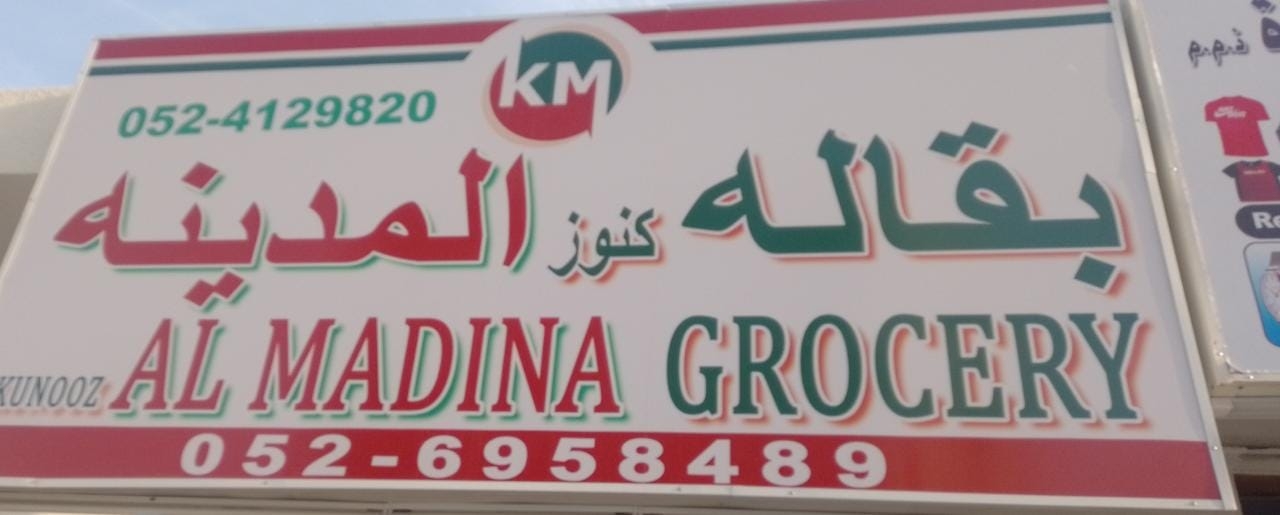 KM
052-4129820
بقاله كنوز المدينه
KUNOOZ AL MADINA GROCERY
052-6958489
ذ.م.م